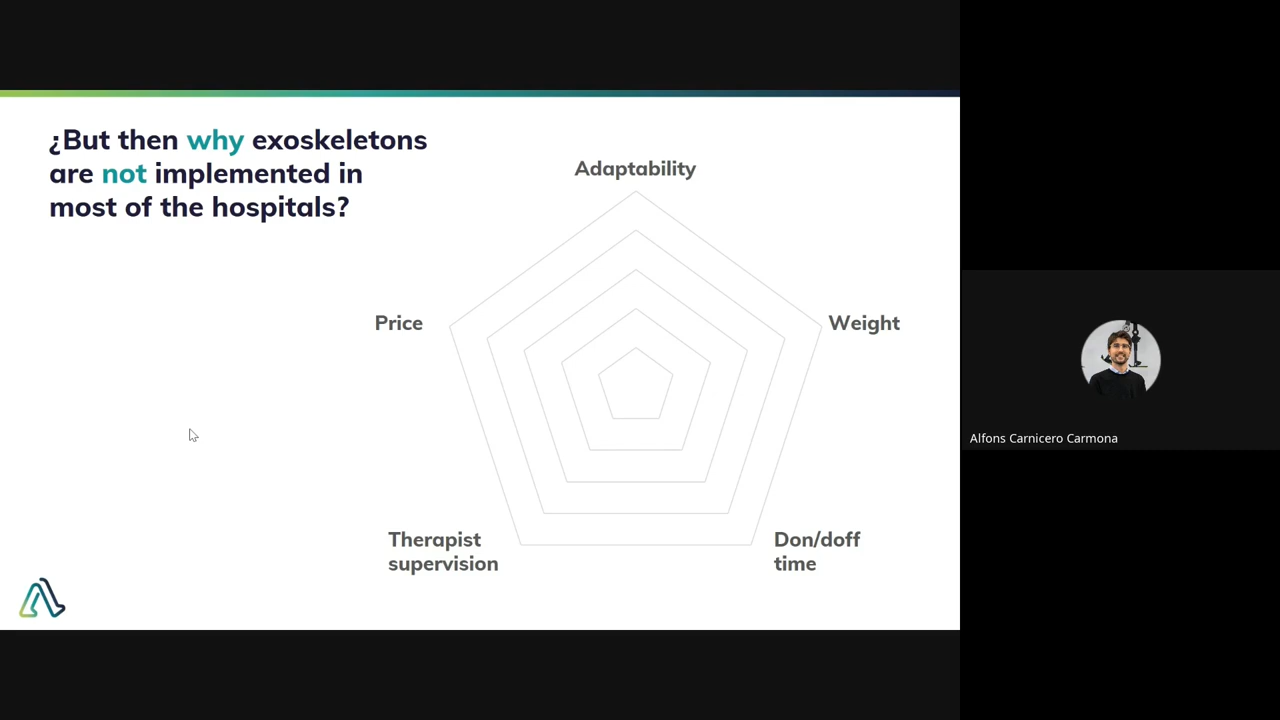 ¿But then why exoskeletons
are not implemented in
most of the hospitals?
Adaptability
Price
Weight
Therapist
supervision
Don/doff
time
Alfons Carnicero Carmona